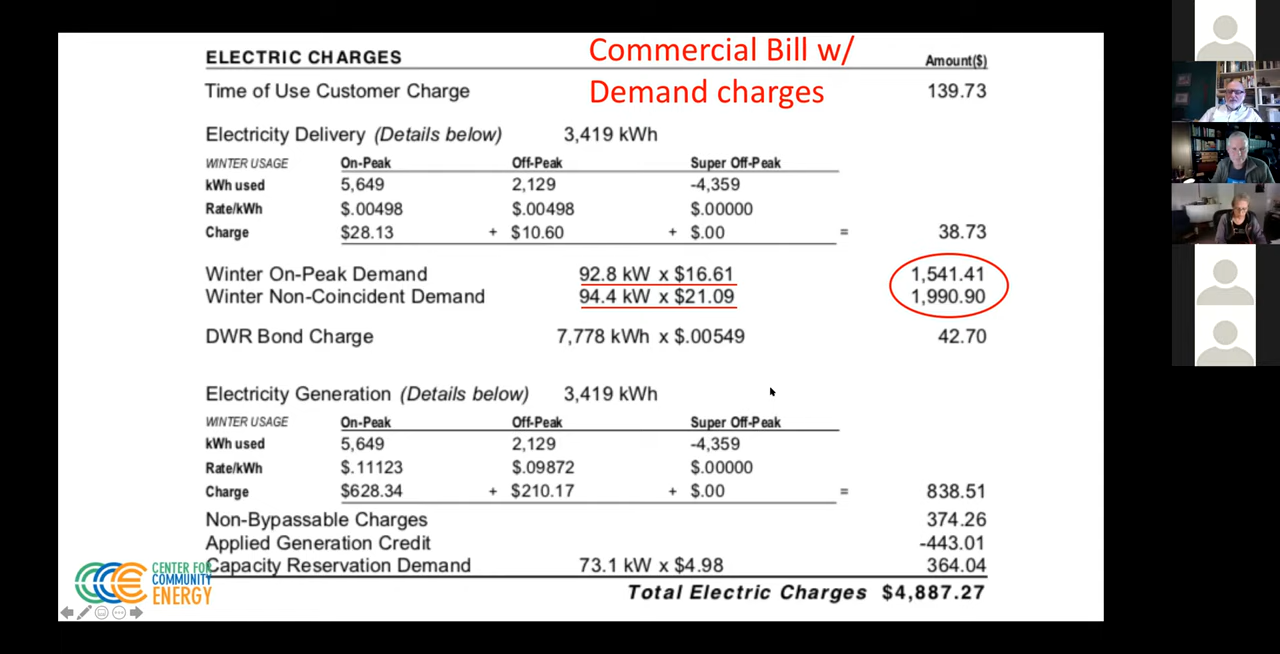 Commercial Bill w/
Demand charges
ELECTRIC CHARGES Amount($)
Time of Use Customer Charge 139.73
Electricity Delivery (Details below) 3,419 kWh
WINTER USAGE On-Peak Off-Peak Super Off-Peak
kWh used 5,649 2,129 -4,359
Rate/kWh $.00498 $.00498 $.00000
Charge $28.13 + $10.60 + $.00 = 38.73
Winter On-Peak Demand 92.8 kW x $16.61 1,541.41
Winter Non-Coincident Demand 94.4 kW x $21.09 1,990.90
DWR Bond Charge 7,778 kWh x $.00549 42.70
Electricity Generation (Details below) 3,419 kWh
WINTER USAGE On-Peak Off-Peak Super Off-Peak
kWh used 5,649 2,129 -4,359
Rate/kWh $.11123 $.09872 $.00000
Charge $628.34 + $210.17 + $.00 = 838.51
Non-Bypassable Charges 374.26
Applied Generation Credit -443.01
Capacity Reservation Demand 73.1 kW x $4.98 364.04
Total Electric Charges $4,887.27
CENTER FOR
COMMUNITY
ENERGY